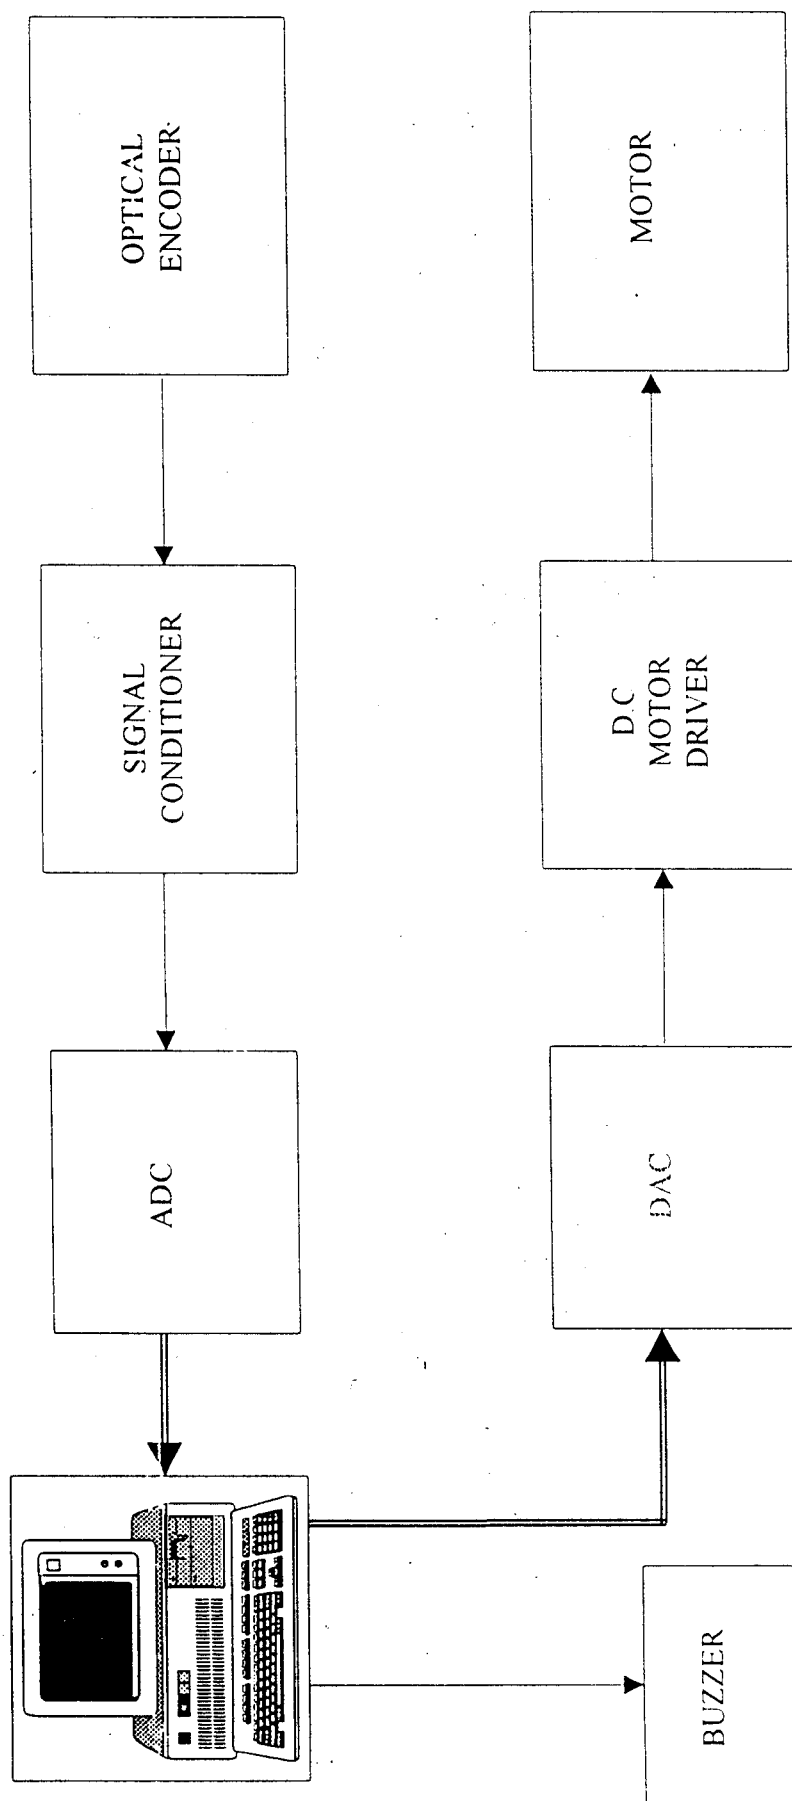 OPTICAL
ENCODER
SIGNAL
CONDITIONER
ADC
MOTOR
D.C
MOTOR
DRIVER
DAC
BUZZER